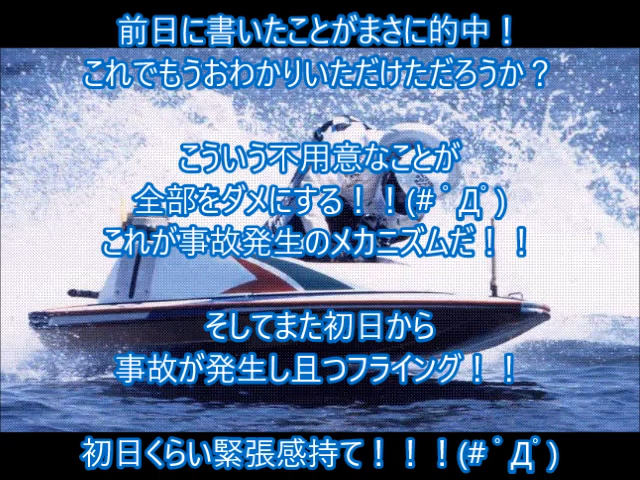 前日に書いたことがまさに的中！
これでもうおわかりいただけただろうか？
こういう不用意なことが
全部をダメにする！！(#ﾟДﾟ)
これが事故発生のメカニズムだ！！
そしてまた初日から
事故が発生し且つフライング！！
初日くらい緊張感持て！！！(#ﾟДﾟ)